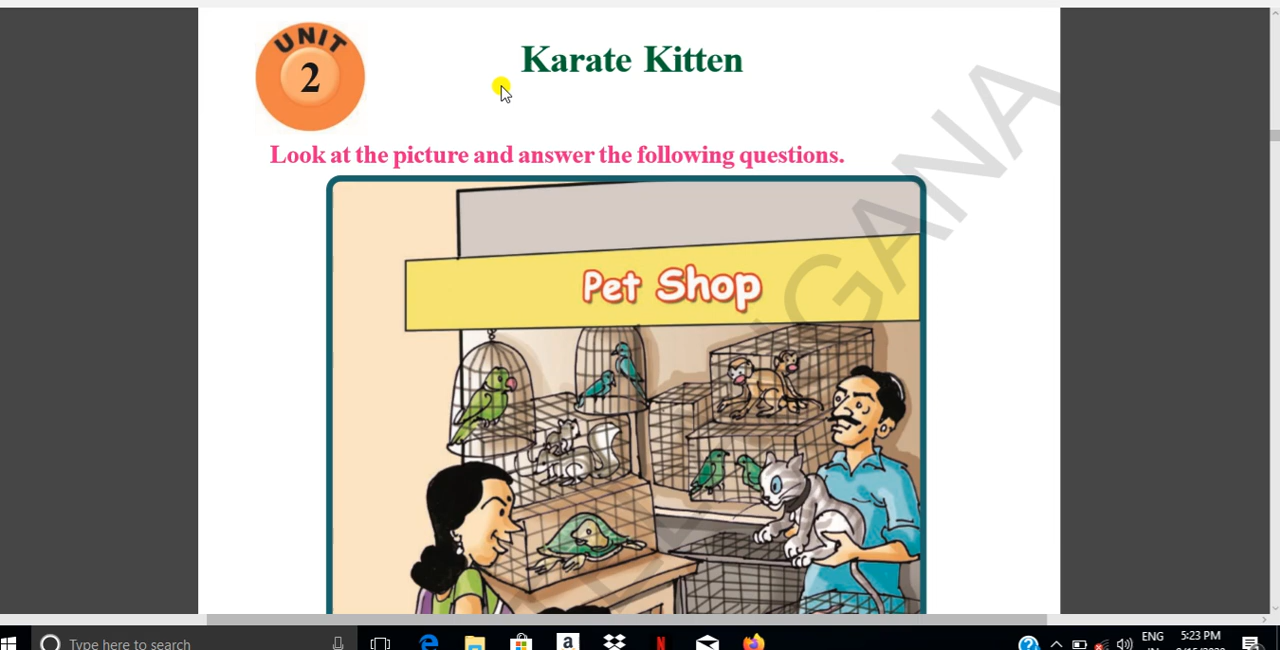 UNIT
2
Karate Kitten
Look at the picture and answer the following questions.
Pet Shop
Type here to search
a
N
ENG
5:23 PM